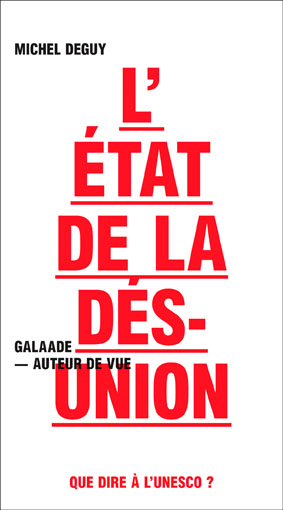 MICHEL DEGUY
L'
ÉTAT
DE LA
DÉS-
UNION
GALAADE
— AUTEUR DE VUE
QUE DIRE À L'UNESCO ?